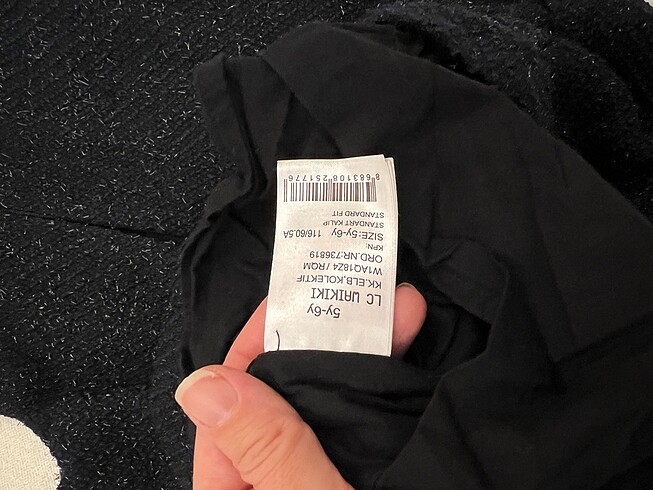 5y-6y
LC WAIKIKI
KK.ELB.KOLEKTIF
W1AQ18Z4 / RQM
ORD.NR:736819
KPN:
SIZE:5y-6y 116/60.5A
STANDART KALIP
STANDARD FIT
8683108251776